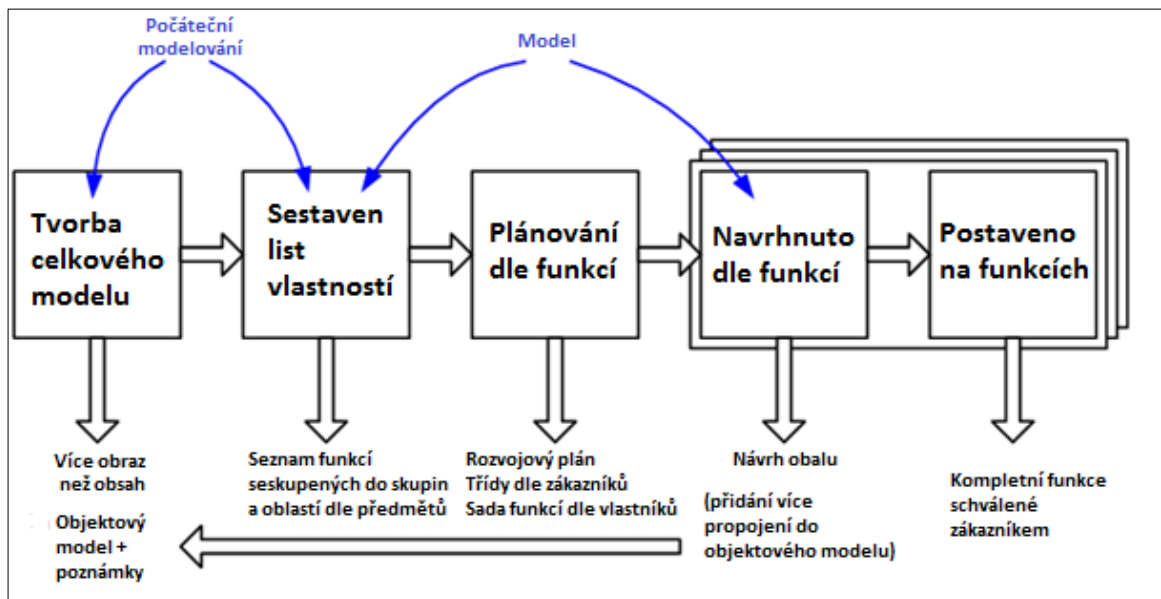 Počáteční
modelování
Model
Tvorba
celkového
modelu
Sestaven
list
vlastností
Plánování
dle funkcí
Navrhnuto
dle funkcí
Postaveno
na funkcích
Více obraz
než obsah
Objektový
model +
poznámky
Seznam funkcí
seskupených do skupin
a oblastí dle předmětů
Rozvojový plán
Třídy dle zákazníků
Sada funkcí dle vlastníků
Návrh obalu
(přidání více
propojení do
objektového modelu)
Kompletní funkce
schválené
zákazníkem